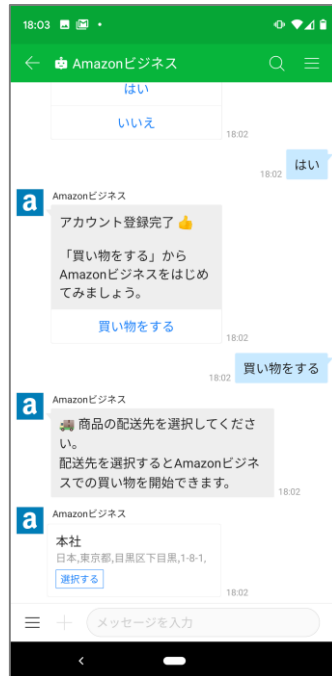 18:03
Amazonビジネス
はい
いいえ
18:02
はい
18:02
Amazonビジネス
アカウント登録完了👍
「買い物をする」から
Amazonビジネスをはじめ
てみましょう。
買い物をする
18:02
買い物をする
18:02
Amazonビジネス
🚚 商品の配送先を選択してくださ
い。
配送先を選択するとAmazonビジネ
スでの買い物を開始できます。
18:02
Amazonビジネス
本社
日本,東京都,目黒区下目黒,1-8-1,
選択する
18:02
メッセージを入力